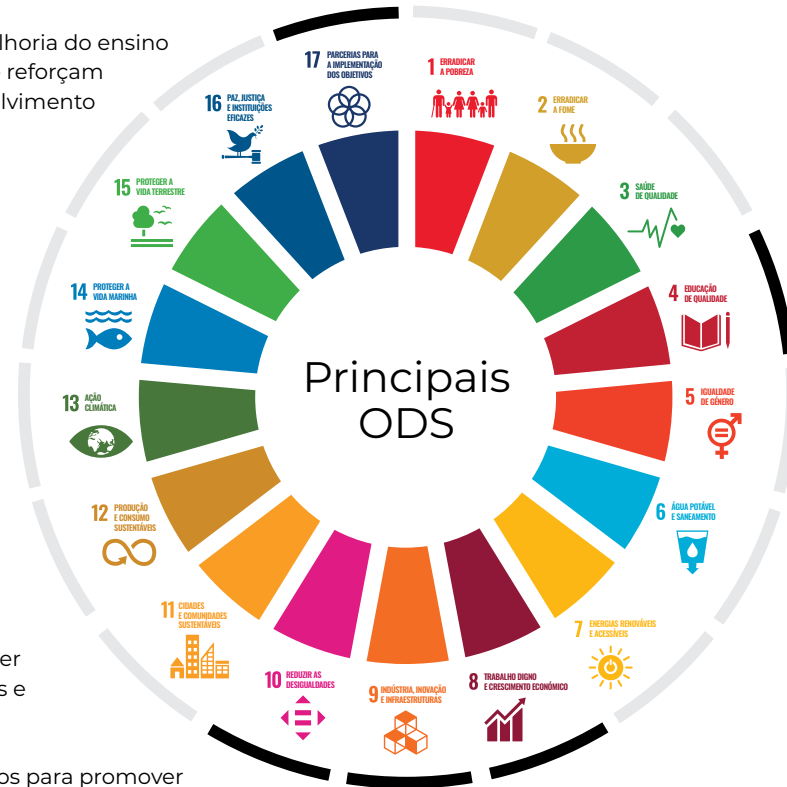 lhoria do ensino
reforçam
lvimento
17 PARCERIAS PARA
A IMPLEMENTAÇÃO
DOS OBJETIVOS
1 ERRADICAR
A POBREZA
16 PAZ, JUSTIÇA
E INSTITUIÇÕES
EFICAZES
2 ERRADICAR
A FOME
15 PROTEGER A
VIDA TERRESTRE
3 SAÚDE
DE QUALIDADE
14 PROTEGER A
VIDA MARINHA
4 EDUCAÇÃO
DE QUALIDADE
Principais
ODS
13 AÇÃO
CLIMÁTICA
5 IGUALDADE
DE GÉNERO
12 PRODUÇÃO
E CONSUMO
SUSTENTÁVEIS
6 ÁGUA POTÁVEL
E SANEAMENTO
11 CIDADES
E COMUNIDADES
SUSTENTÁVEIS
7 ENERGIAS RENOVÁVEIS
E ACESSÍVEIS
10 REDUZIR AS
DESIGUALDADES
9 INDÚSTRIA, INOVAÇÃO
E INFRAESTRUTURAS
8 TRABALHO DIGNO
E CRESCIMENTO ECONÓMICO
er
s e
os para promover